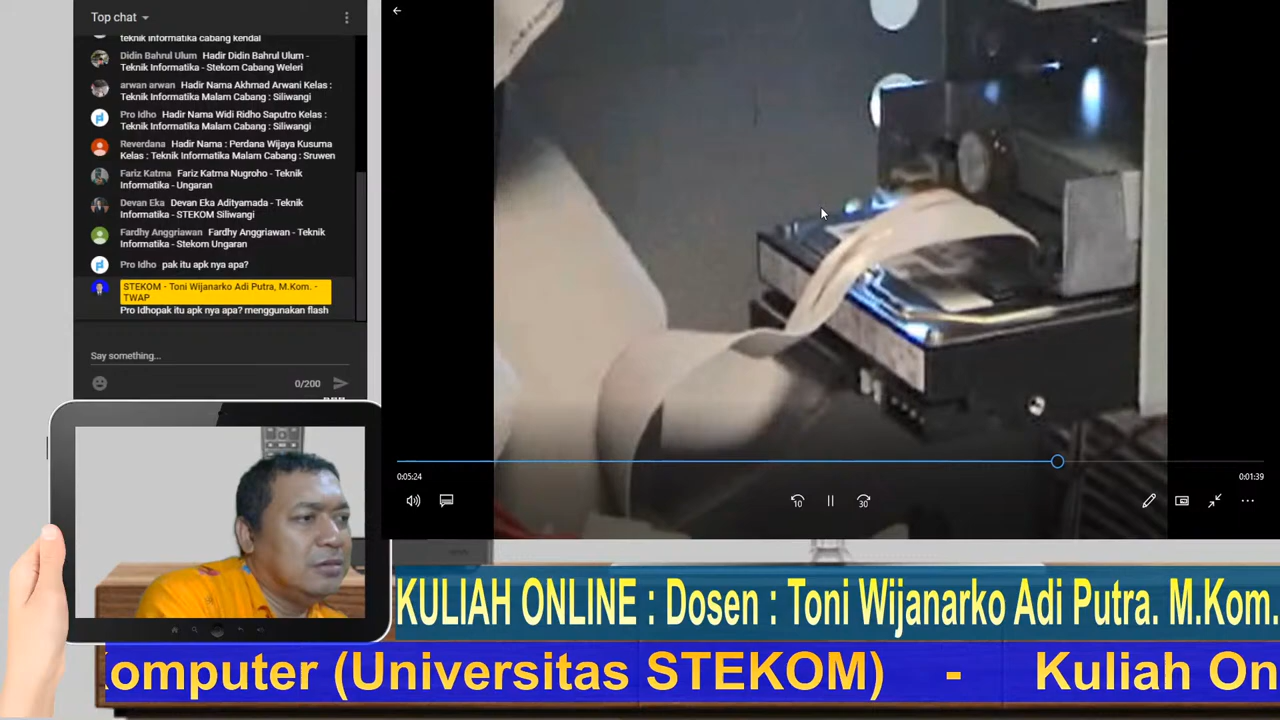 Top chat
teknik informatika cabang kendal
Didin Bahrul Ulum Hadir Didin Bahrul Ulum -
Teknik Informatika - Stekom Cabang Weleri
arwan arwan Hadir Nama Akhmad Arwani Kelas :
Teknik Informatika Malam Cabang : Siliwangi
Pro Idho Hadir Nama Widi Ridho Saputro Kelas :
Teknik Informatika Malam Cabang : Siliwangi
Reverdana Hadir Nama : Perdana Wijaya Kusuma
Kelas : Teknik Informatika Malam Cabang : Sruwen
Fariz Katma Fariz Katma Nugroho - Teknik
Informatika - Ungaran
Devan Eka Devan Eka Adityamada - Teknik
Informatika - STEKOM Siliwangi
Fardhy Anggriawan Fardhy Anggriawan - Teknik
Informatika - Stekom Ungaran
Pro Idho pak itu apk nya apa?
STEKOM - Toni Wijanarko Adi Putra, M.Kom. -
TWAP
Pro Idhopak itu apk nya apa? menggunakan flash
Say something...
0/200
0:05:24
0:01:39
10
30
KULIAH ONLINE : Dosen : Toni Wijanarko Adi Putra. M.Kom.
omputer (Universitas STEKOM) - Kuliah On